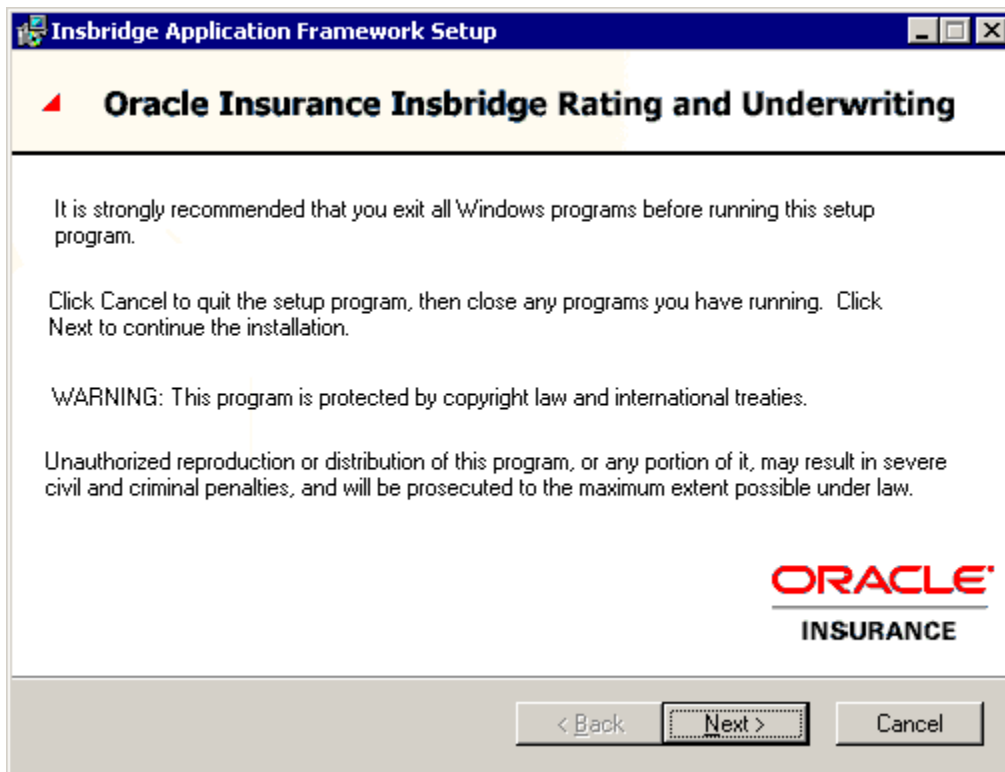 Insbridge Application Framework Setup
Oracle Insurance Insbridge Rating and Underwriting
It is strongly recommended that you exit all Windows programs before running this setup
program.
Click Cancel to quit the setup program, then close any programs you have running.  Click
Next to continue the installation.
WARNING: This program is protected by copyright law and international treaties.
Unauthorized reproduction or distribution of this program, or any portion of it, may result in severe
civil and criminal penalties, and will be prosecuted to the maximum extent possible under law.
ORACLE
INSURANCE
< Back
Next >
Cancel